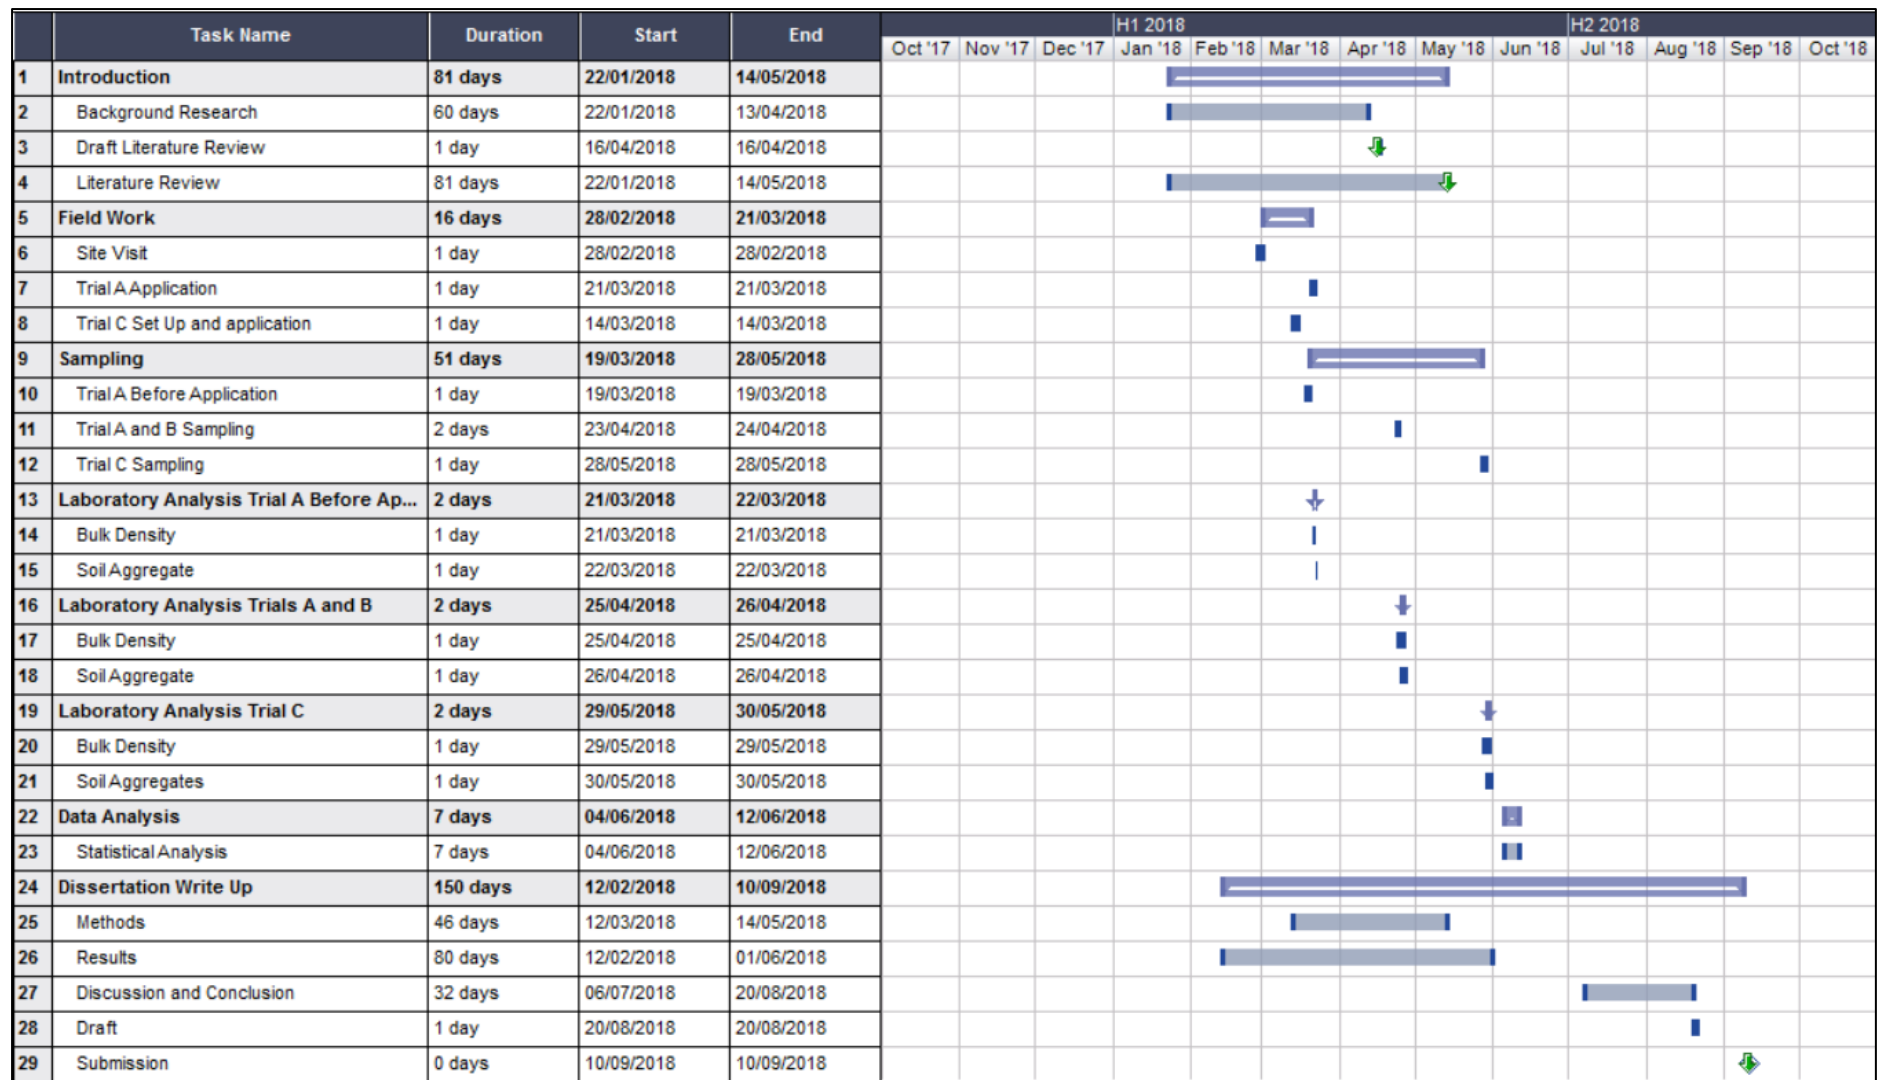 Task Name Duration Start End H1 2018 H2 2018
Oct '17 Nov '17 Dec '17 Jan '18 Feb '18 Mar '18 Apr '18 May '18 Jun '18 Jul '18 Aug '18 Sep '18 Oct '18
1 Introduction 81 days 22/01/2018 14/05/2018
2 Background Research 60 days 22/01/2018 13/04/2018
3 Draft Literature Review 1 day 16/04/2018 16/04/2018
4 Literature Review 81 days 22/01/2018 14/05/2018
5 Field Work 16 days 28/02/2018 21/03/2018
6 Site Visit 1 day 28/02/2018 28/02/2018
7 Trial A Application 1 day 21/03/2018 21/03/2018
8 Trial C Set Up and application 1 day 14/03/2018 14/03/2018
9 Sampling 51 days 19/03/2018 28/05/2018
10 Trial A Before Application 1 day 19/03/2018 19/03/2018
11 Trial A and B Sampling 2 days 23/04/2018 24/04/2018
12 Trial C Sampling 1 day 28/05/2018 28/05/2018
13 Laboratory Analysis Trial A Before Ap... 2 days 21/03/2018 22/03/2018
14 Bulk Density 1 day 21/03/2018 21/03/2018
15 Soil Aggregate 1 day 22/03/2018 22/03/2018
16 Laboratory Analysis Trials A and B 2 days 25/04/2018 26/04/2018
17 Bulk Density 1 day 25/04/2018 25/04/2018
18 Soil Aggregate 1 day 26/04/2018 26/04/2018
19 Laboratory Analysis Trial C 2 days 29/05/2018 30/05/2018
20 Bulk Density 1 day 29/05/2018 29/05/2018
21 Soil Aggregates 1 day 30/05/2018 30/05/2018
22 Data Analysis 7 days 04/06/2018 12/06/2018
23 Statistical Analysis 7 days 04/06/2018 12/06/2018
24 Dissertation Write Up 150 days 12/02/2018 10/09/2018
25 Methods 46 days 12/03/2018 14/05/2018
26 Results 80 days 12/02/2018 01/06/2018
27 Discussion and Conclusion 32 days 06/07/2018 20/08/2018
28 Draft 1 day 20/08/2018 20/08/2018
29 Submission 0 days 10/09/2018 10/09/2018